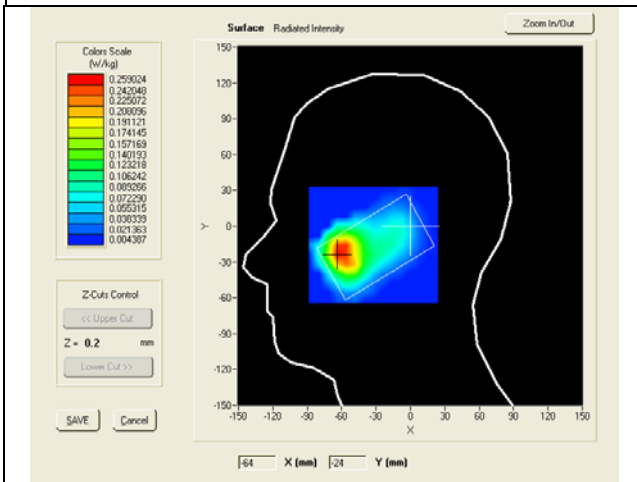 Surface Radiated Intensity
Zoom In/Out
Colors Scale
(W/kg)
0.259024
0.242048
0.225072
0.208096
0.191121
0.174145
0.157169
0.140193
0.123218
0.106242
0.089266
0.072290
0.055315
0.038339
0.021363
0.004387
Z-Cuts Control
<< Upper Cut
Z = 0.2 mm
Lower Cut >>
SAVE Cancel
150
120
90
60
30
0
-30
-60
-90
-120
-150
Y
-150 -120 -90 -60 -30 0 30 60 90 120 150
X
-64 X (mm) -24 Y (mm)